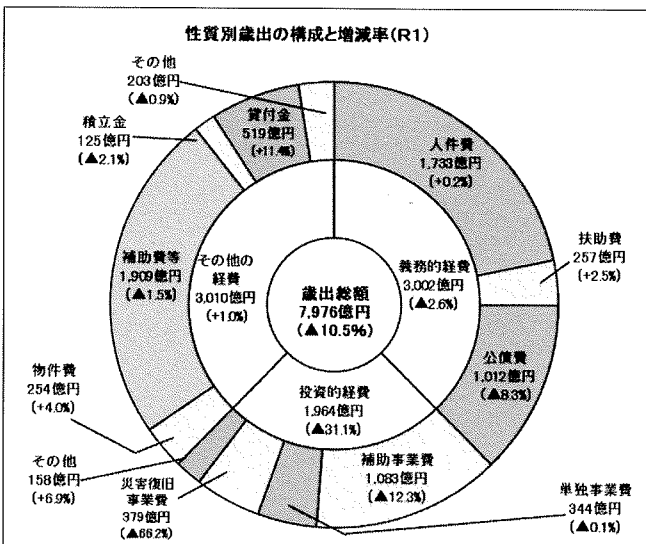 性質別歳出の構成と増減率(R1)
その他
203億円
(▲0.9%)
貸付金
519億円
(+11.4%)
積立金
125億円
(▲2.1%)
人件費
1,733億円
(+0.2%)
扶助費
257億円
(+2.5%)
補助費等
1,909億円
(▲1.5%)
その他の
経費
3,010億円
(+1.0%)
歳出総額
7,976億円
(▲10.5%)
義務的経費
3,002億円
(▲2.6%)
公債費
1,012億円
(▲8.3%)
投資的経費
1,964億円
(▲31.1%)
物件費
254億円
(+4.0%)
その他
158億円
(+6.9%)
災害復旧
事業費
379億円
(▲66.2%)
補助事業費
1,083億円
(▲12.3%)
単独事業費
344億円
(▲0.1%)